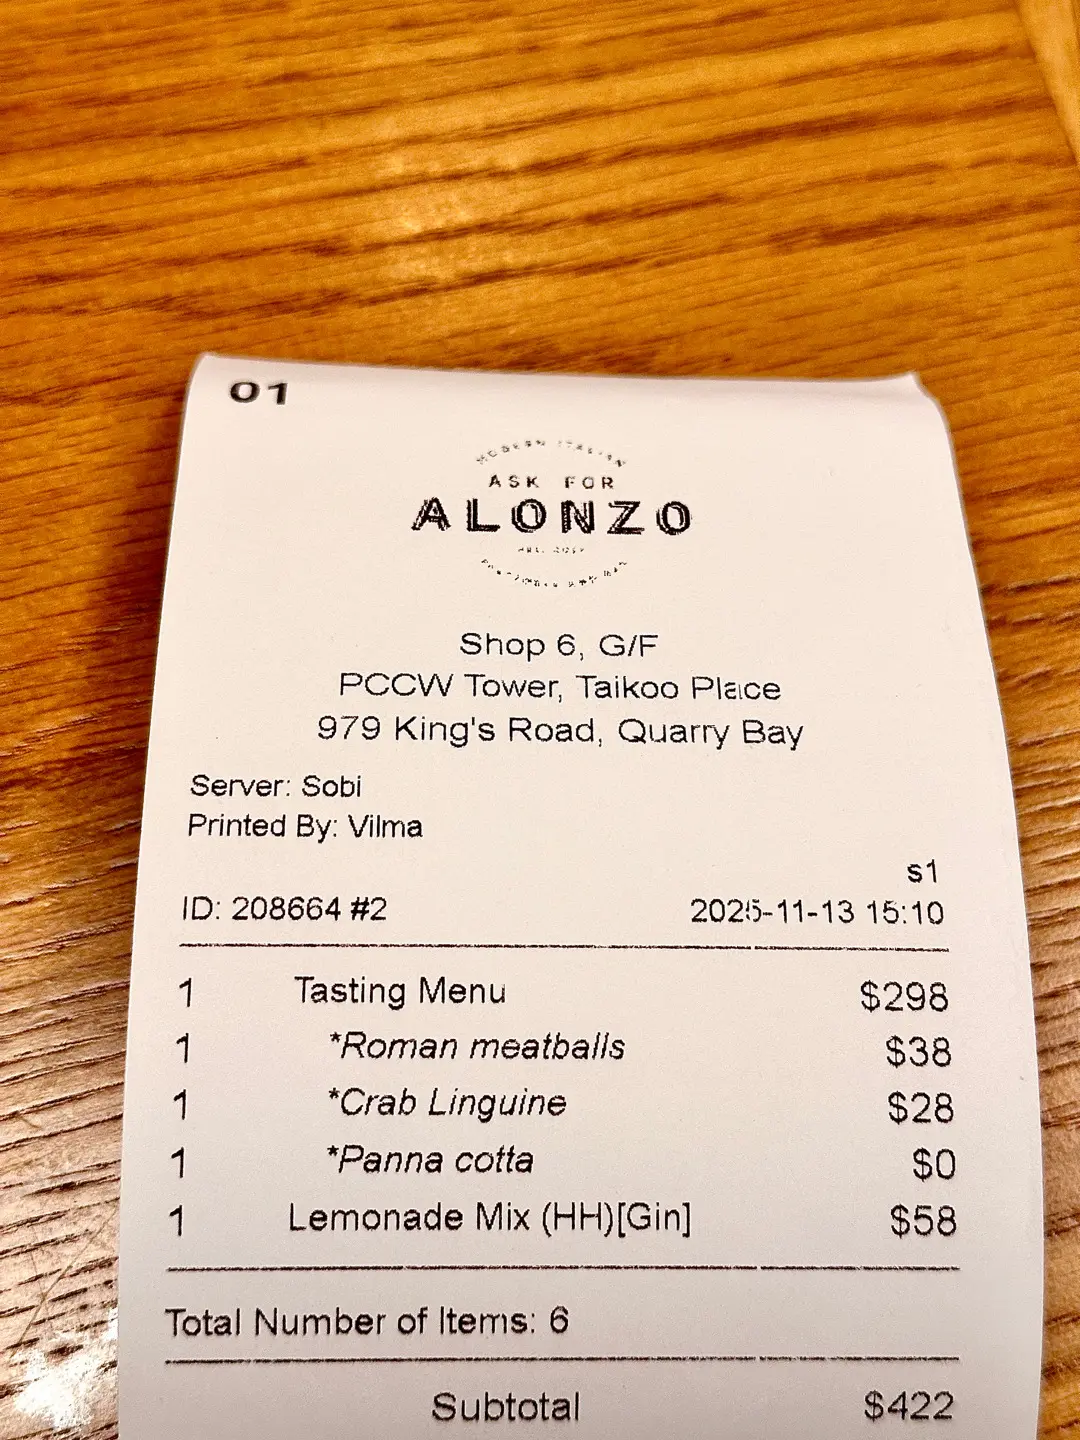 01
MODERN ITALIAN
ASK FOR
ALONZO
Shop 6, G/F
PCCW Tower, Taikoo Place
979 King's Road, Quarry Bay
Server: Sobi
Printed By: Vilma
s1
ID: 208664 #2 2025-11-13 15:10
1 Tasting Menu $298
1 *Roman meatballs $38
1 *Crab Linguine $28
1 *Panna cotta $0
1 Lemonade Mix (HH)[Gin] $58
Total Number of Items: 6
Subtotal $422